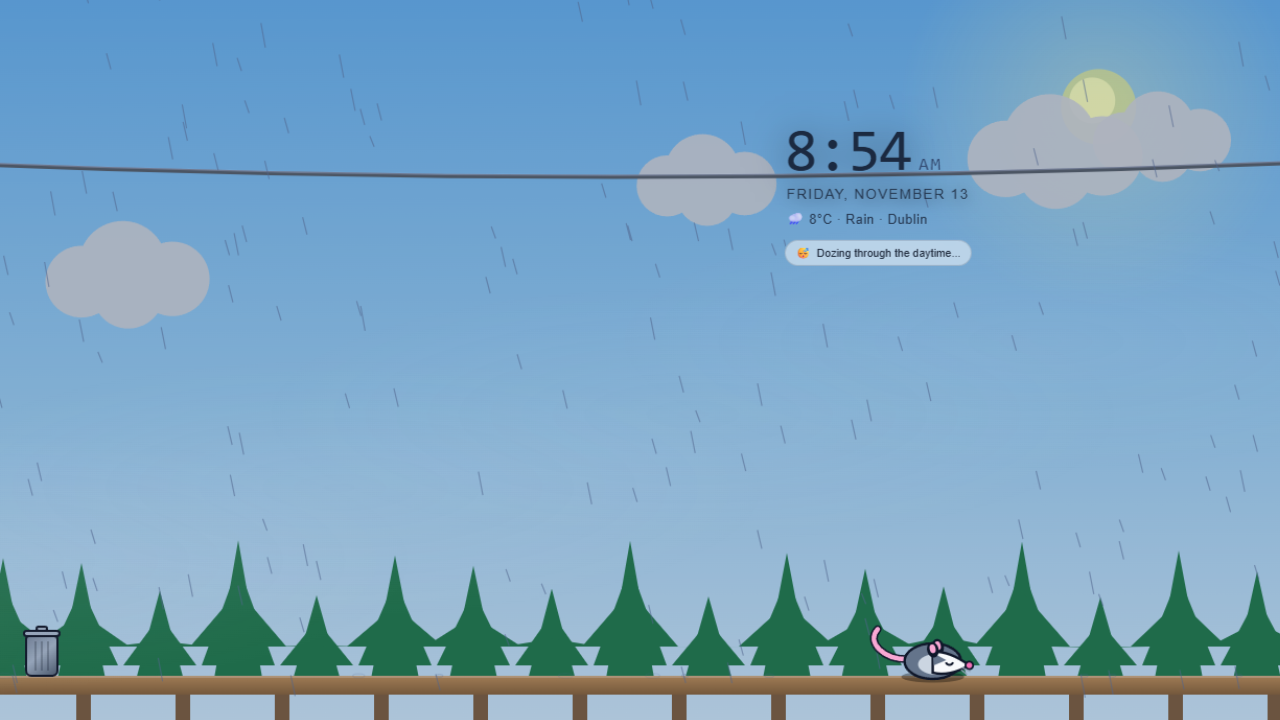 8:54 AM
FRIDAY, NOVEMBER 13
8°C · Rain · Dublin
Dozing through the daytime...